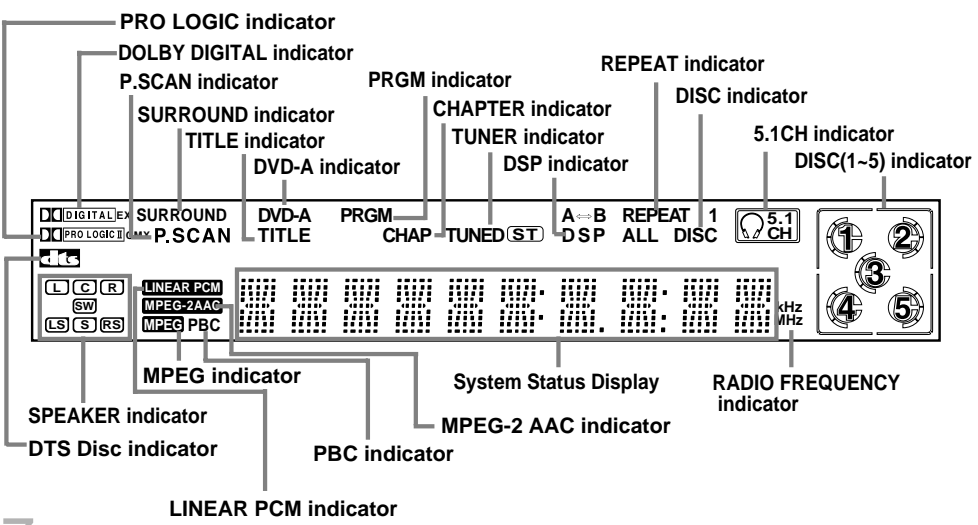 PRO LOGIC indicator
DOLBY DIGITAL indicator
P.SCAN indicator
PRGM indicator
REPEAT indicator
SURROUND indicator
CHAPTER indicator
DISC indicator
TITLE indicator
TUNER indicator
5.1CH indicator
DVD-A indicator
DSP indicator
DISC(1~5) indicator
DIGITAL EX SURROUND DVD-A PRGM A⇔B REPEAT 1 5.1
PRO LOGIC II GMX P.SCAN TITLE CHAP TUNED ST DSP ALL DISC CH
dts
1 2 3 4 5
L C R
SW
LS S RS
LINEAR PCM
MPEG-2AAC
MPEG PBC
kHz
MHz
MPEG indicator
System Status Display
RADIO FREQUENCY
indicator
SPEAKER indicator
MPEG-2 AAC indicator
DTS Disc indicator
PBC indicator
LINEAR PCM indicator